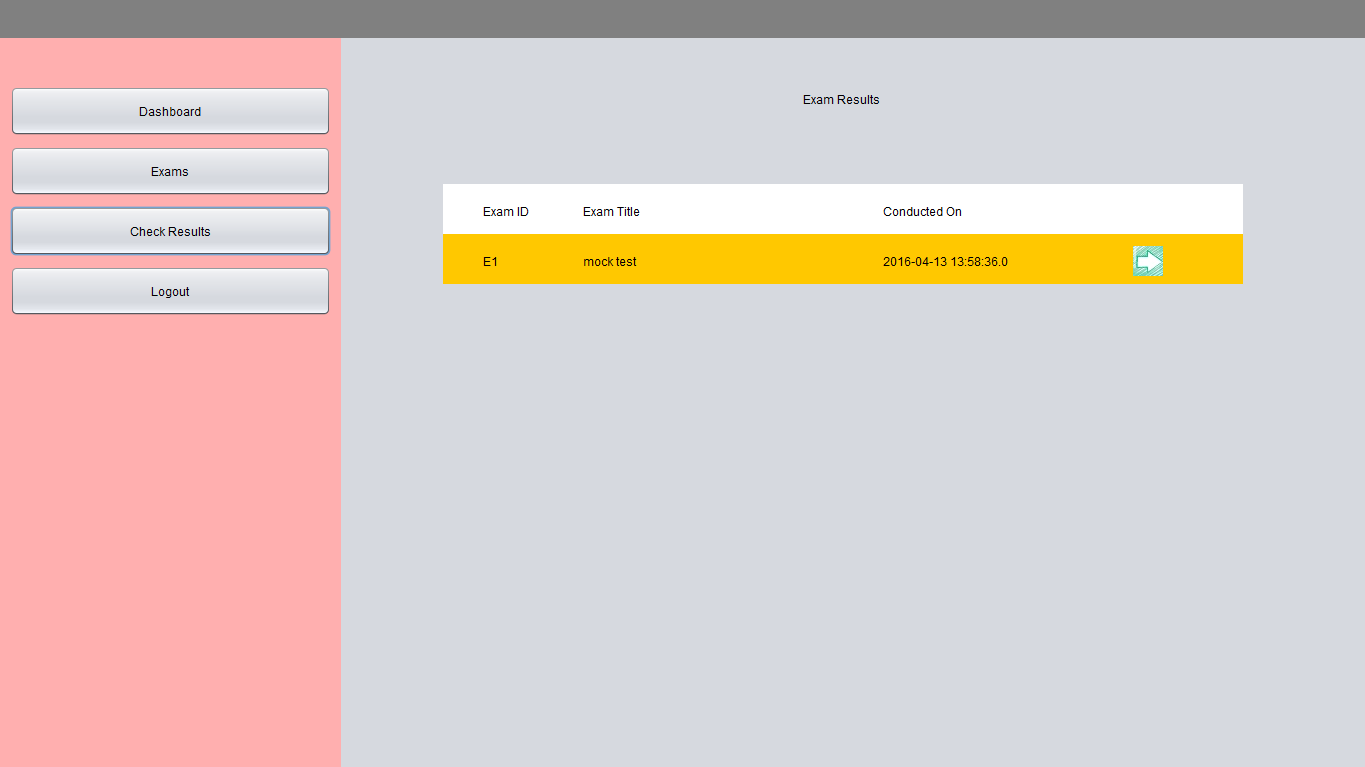 Dashboard
Exams
Check Results
Logout
Exam Results
Exam ID Exam Title Conducted On
E1 mock test 2016-04-13 13:58:36.0